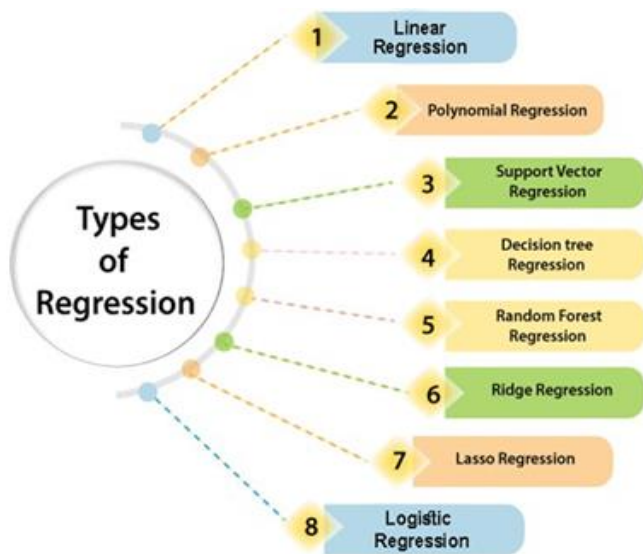 Types
of
Regression
1
Linear
Regression
2
Polynomial Regression
3
Support Vector
Regression
4
Decision tree
Regression
5
Random Forest
Regression
6
Ridge Regression
7
Lasso Regression
8
Logistic
Regression